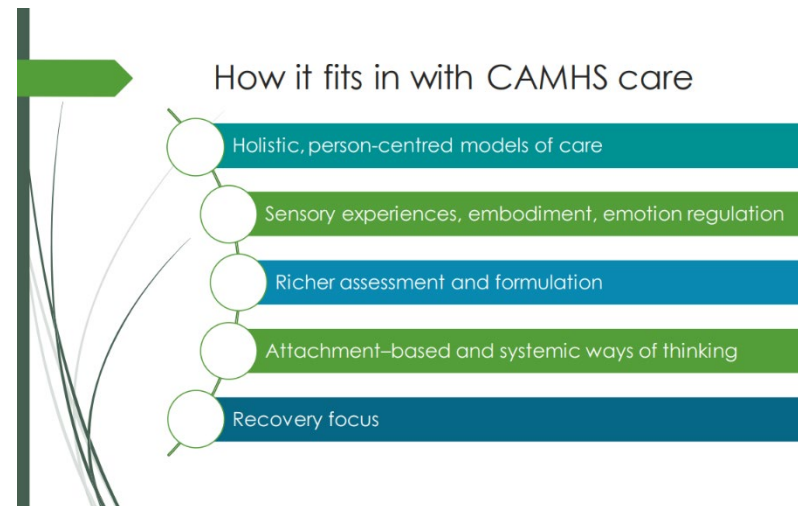 How it fits in with CAMHS care
Holistic, person-centred models of care
Sensory experiences, embodiment, emotion regulation
Richer assessment and formulation
Attachment–based and systemic ways of thinking
Recovery focus